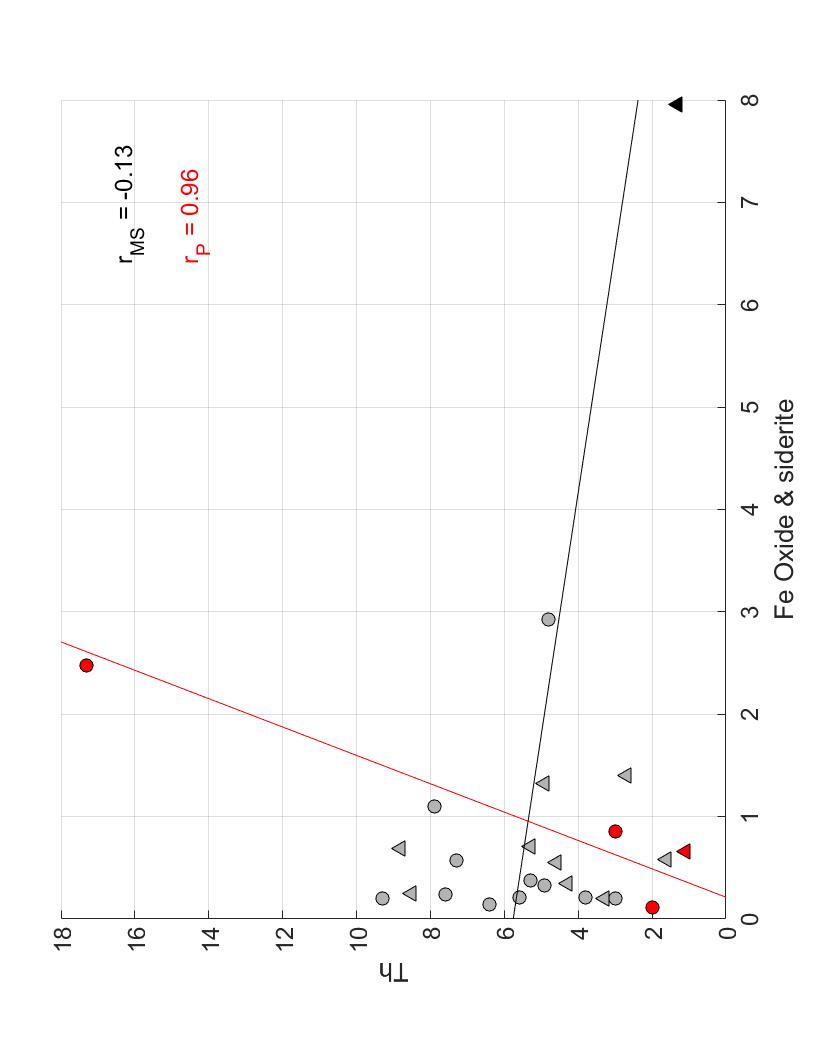 18
16
14
12
10
8
6
4
2
0
Th
r_MS = -0.13
r_P = 0.96
0 1 2 3 4 5 6 7 8
Fe Oxide & siderite